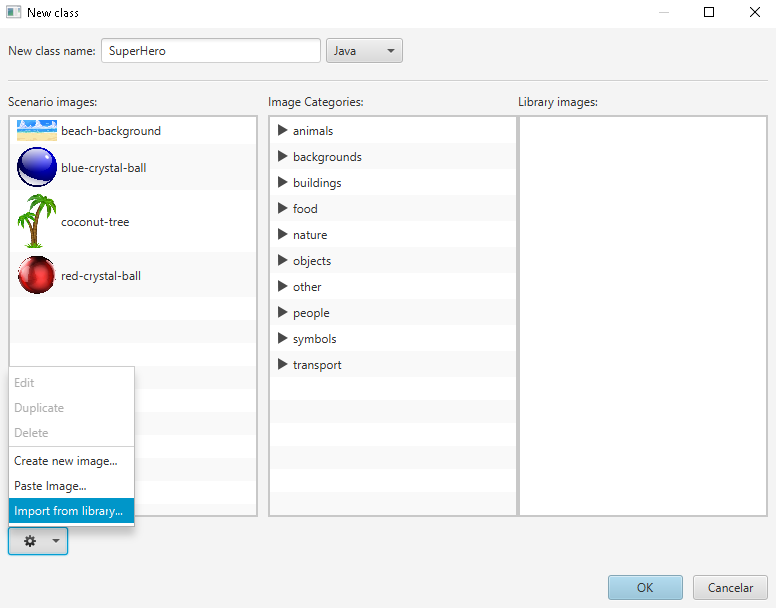 New class
New class name: SuperHero Java
Scenario images: Image Categories: Library images:
beach-background
blue-crystal-ball
coconut-tree
red-crystal-ball
animals
backgrounds
buildings
food
nature
objects
other
people
symbols
transport
Edit
Duplicate
Delete
Create new image...
Paste Image...
Import from library...
OK Cancelar